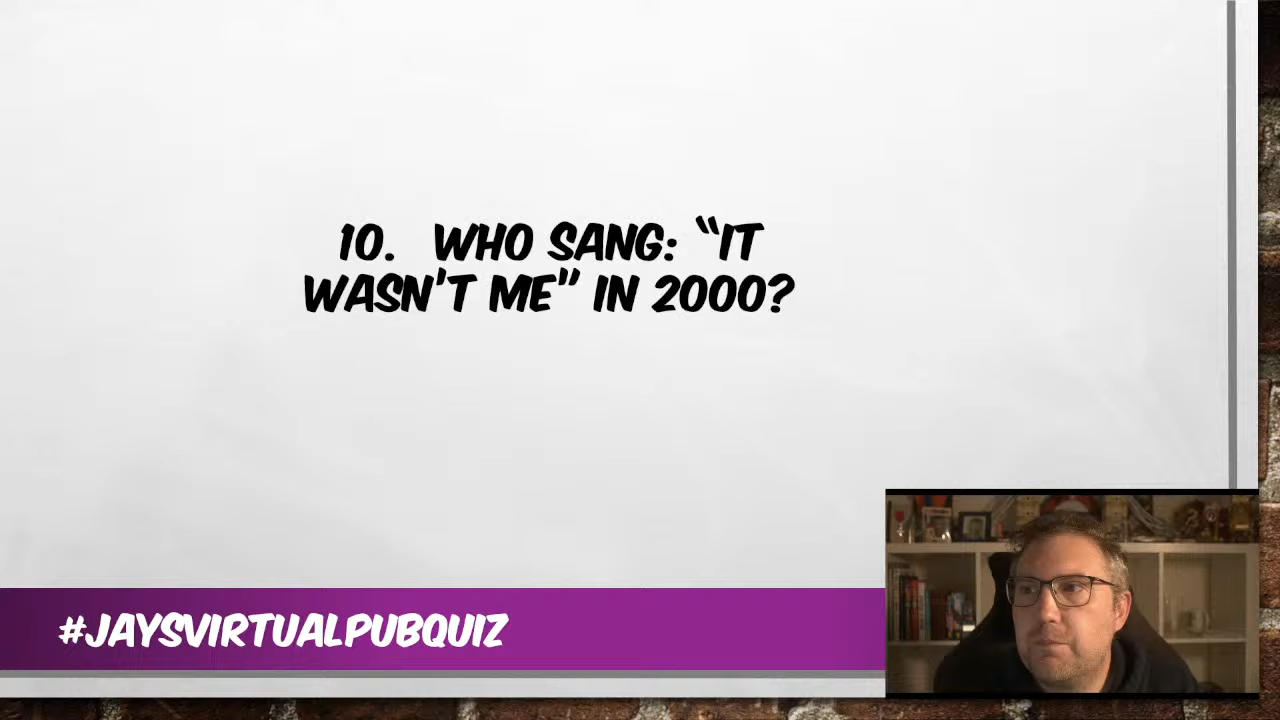 10. WHO SANG: “IT
WASN'T ME” IN 2000?
#JAYSVIRTUALPUBQUIZ